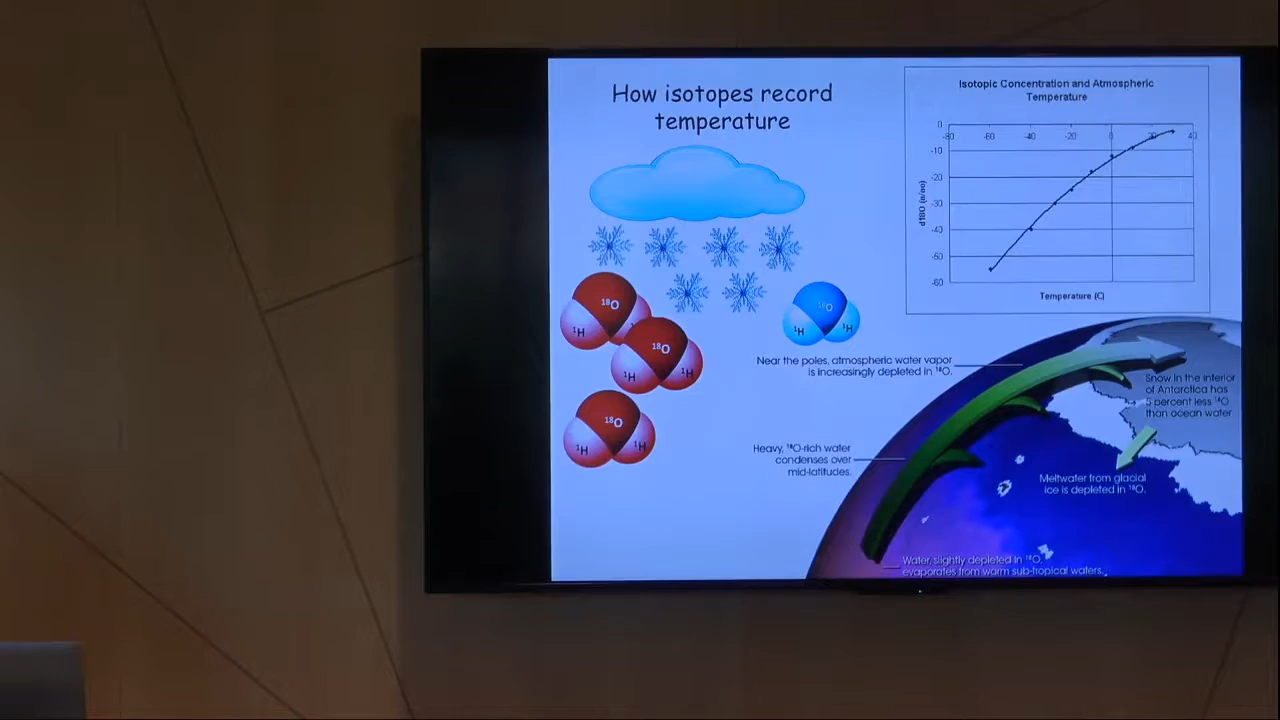 How isotopes record
temperature
Isotopic Concentration and Atmospheric
Temperature
0
-80
-60
-40
-20
0
20
40
-10
-20
-30
-40
-50
-60
d18O (o/oo)
Temperature (C)
¹⁸O
¹H
¹⁸O
¹H
¹H
¹⁸O
¹H
¹H
¹⁸O
¹H
¹H
Near the poles, atmospheric water vapor
is increasingly depleted in ¹⁸O.
Snow in the interior
of Antarctica has
5 percent less ¹⁸O
than ocean water
Heavy, ¹⁸O-rich water
condenses over
mid-latitudes.
Meltwater from glacial
ice is depleted in ¹⁸O.
Water, slightly depleted in ¹⁸O
evaporates from warm sub-tropical waters.